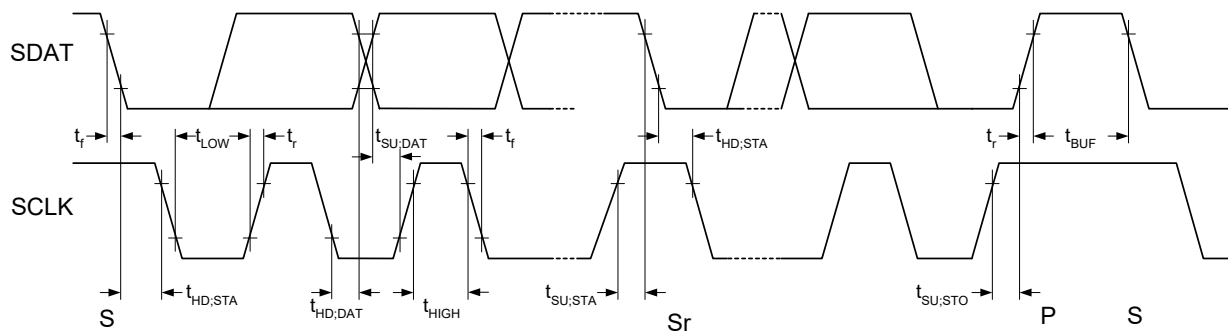 SDAT
t_f t_LOW t_r t_SU;DAT t_f t_HD;STA t_r t_BUF
SCLK
t_HD;STA t_HD;DAT t_HIGH t_SU;STA t_SU;STO
S Sr P S